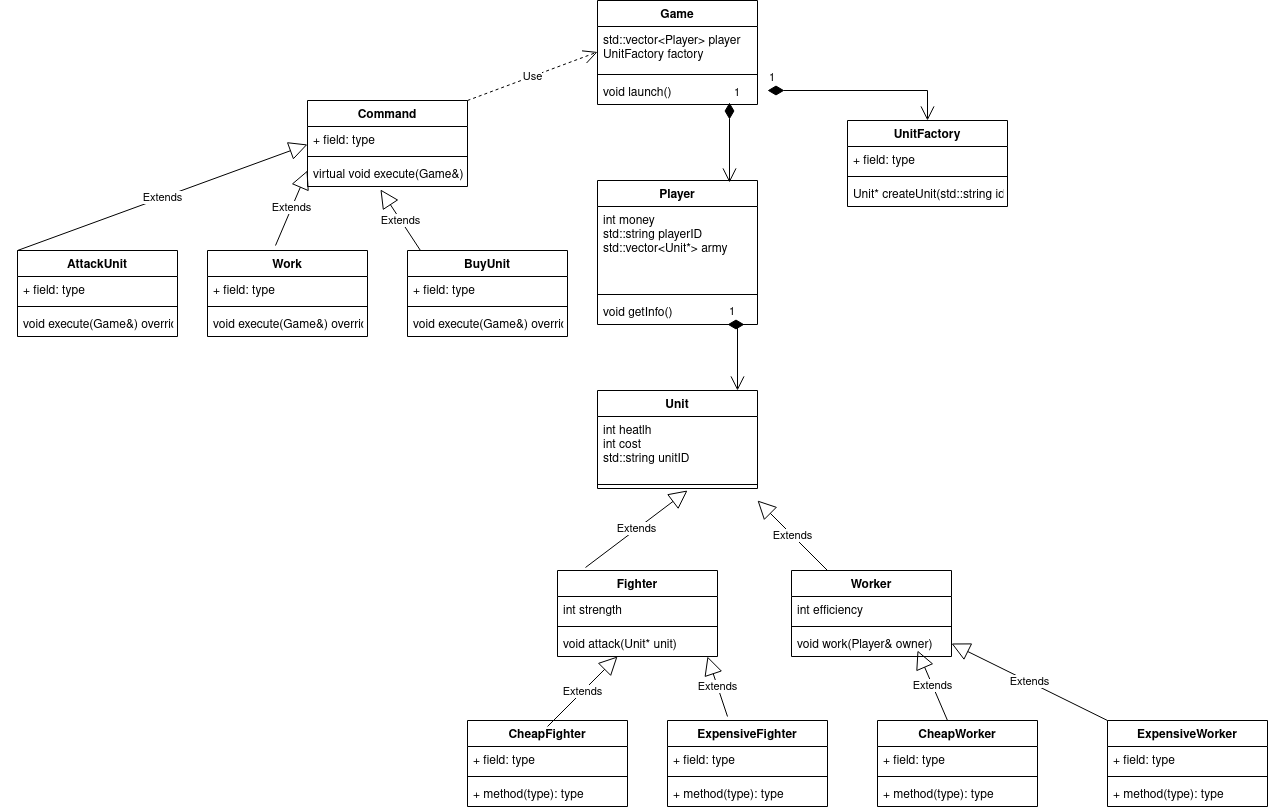 Game
std::vector<Player> player
UnitFactory factory
void launch()
1
1
Use
Command
+ field: type
virtual void execute(Game&)
UnitFactory
+ field: type
Unit* createUnit(std::string id
Extends
Extends
Extends
Player
int money
std::string playerID
std::vector<Unit*> army
void getInfo()
1
AttackUnit
+ field: type
void execute(Game&) overri
Work
+ field: type
void execute(Game&) overri
BuyUnit
+ field: type
void execute(Game&) overri
Unit
int heatlh
int cost
std::string unitID
Extends
Extends
Fighter
int strength
void attack(Unit* unit)
Worker
int efficiency
void work(Player& owner)
Extends
Extends
Extends
Extends
CheapFighter
+ field: type
+ method(type): type
ExpensiveFighter
+ field: type
+ method(type): type
CheapWorker
+ field: type
+ method(type): type
ExpensiveWorker
+ field: type
+ method(type): type